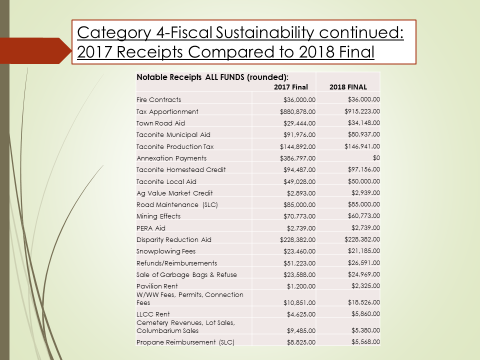 Category 4-Fiscal Sustainability continued:
2017 Receipts Compared to 2018 Final
Notable Receipts ALL FUNDS (rounded):
2017 Final 2018 FINAL
Fire Contracts $36,000.00 $36,000.00
Tax Apportionment $880,878.00 $915,223.00
Town Road Aid $29,444.00 $34,148.00
Taconite Municipal Aid $91,976.00 $80,937.00
Taconite Production Tax $144,892.00 $146,941.00
Annexation Payments $386,797.00 $0
Taconite Homestead Credit $94,487.00 $97,156.00
Taconite Local Aid $49,028.00 $50,000.00
Ag Value Market Credit $2,893.00 $2,939.00
Road Maintenance (SLC) $85,000.00 $85,000.00
Mining Effects $70,773.00 $60,773.00
PERA Aid $2,739.00 $2,739.00
Disparity Reduction Aid $228,382.00 $228,382.00
Snowplowing Fees $23,460.00 $21,185.00
Refunds/Reimbursements $51,223.00 $26,591.00
Sale of Garbage Bags & Refuse $23,588.00 $24,969.00
Pavilion Rent $1,200.00 $2,325.00
W/WW Fees, Permits, Connection
Fees $10,851.00 $18,526.00
LLCC Rent $4,625.00 $5,860.00
Cemetery Revenues, Lot Sales,
Columbarium Sales $9,485.00 $5,380.00
Propane Reimbursement (SLC) $8,825.00 $5,568.00